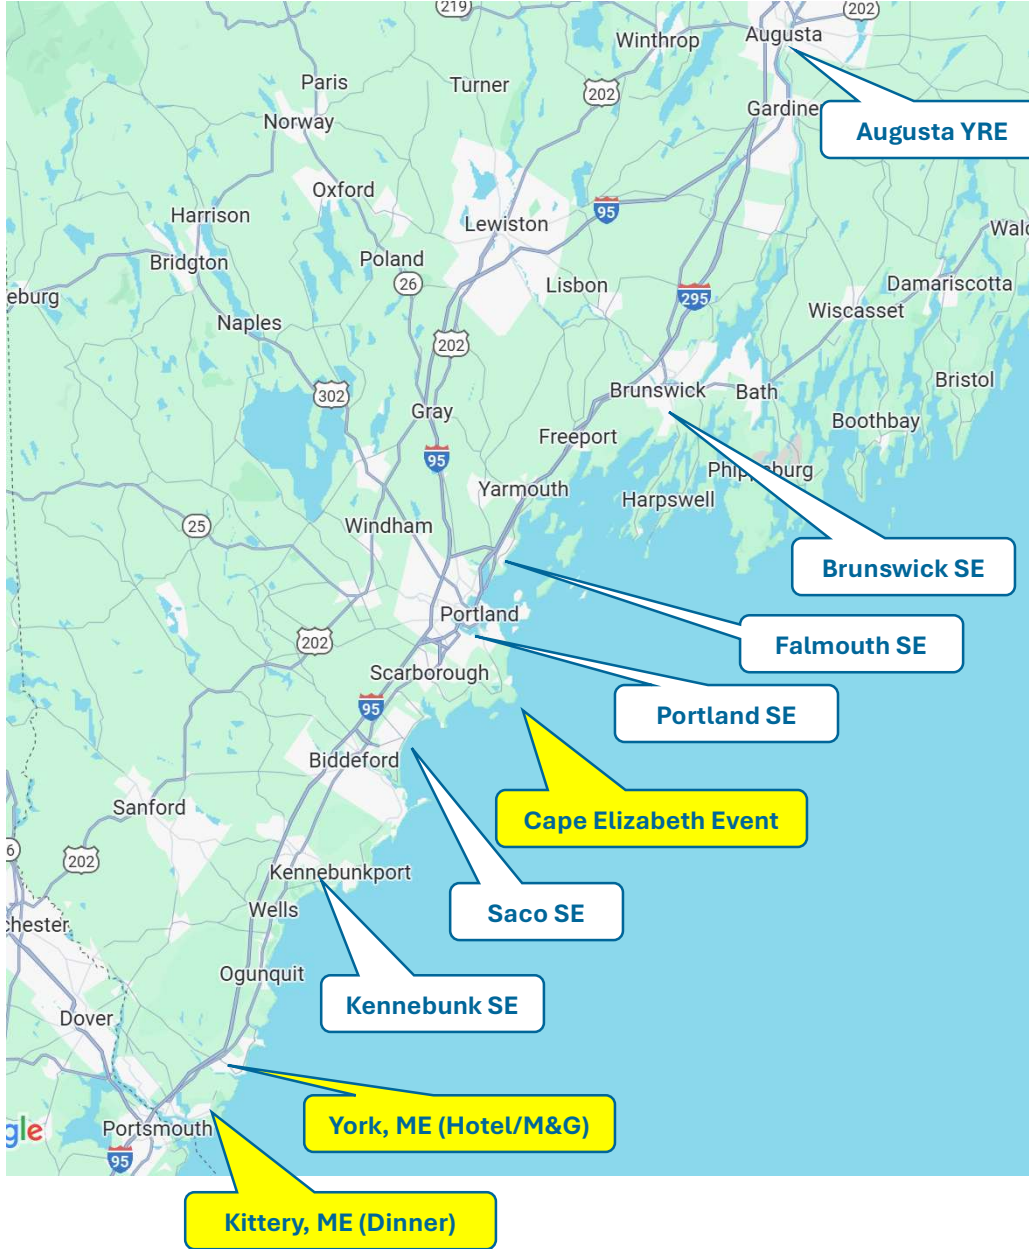 219
202
Augusta
Winthrop
Paris
Turner
202
Gardine
Augusta YRE
Norway
Oxford
Harrison
Lewiston
95
Bridgton
Poland
26
Lisbon
Damariscotta
eburg
295
Wiscasset
Naples
202
302
Brunswick
Bath
Bristol
Gray
Boothbay
Freeport
95
Phippsburg
Yarmouth
Harpswell
25
Windham
Brunswick SE
Portland
202
Falmouth SE
Scarborough
95
Portland SE
Biddeford
Sanford
Cape Elizabeth Event
6
202
Kennebunkport
Wells
Saco SE
chester
Ogunquit
Kennebunk SE
Dover
York, ME (Hotel/M&G)
gle
Portsmouth
95
Kittery, ME (Dinner)